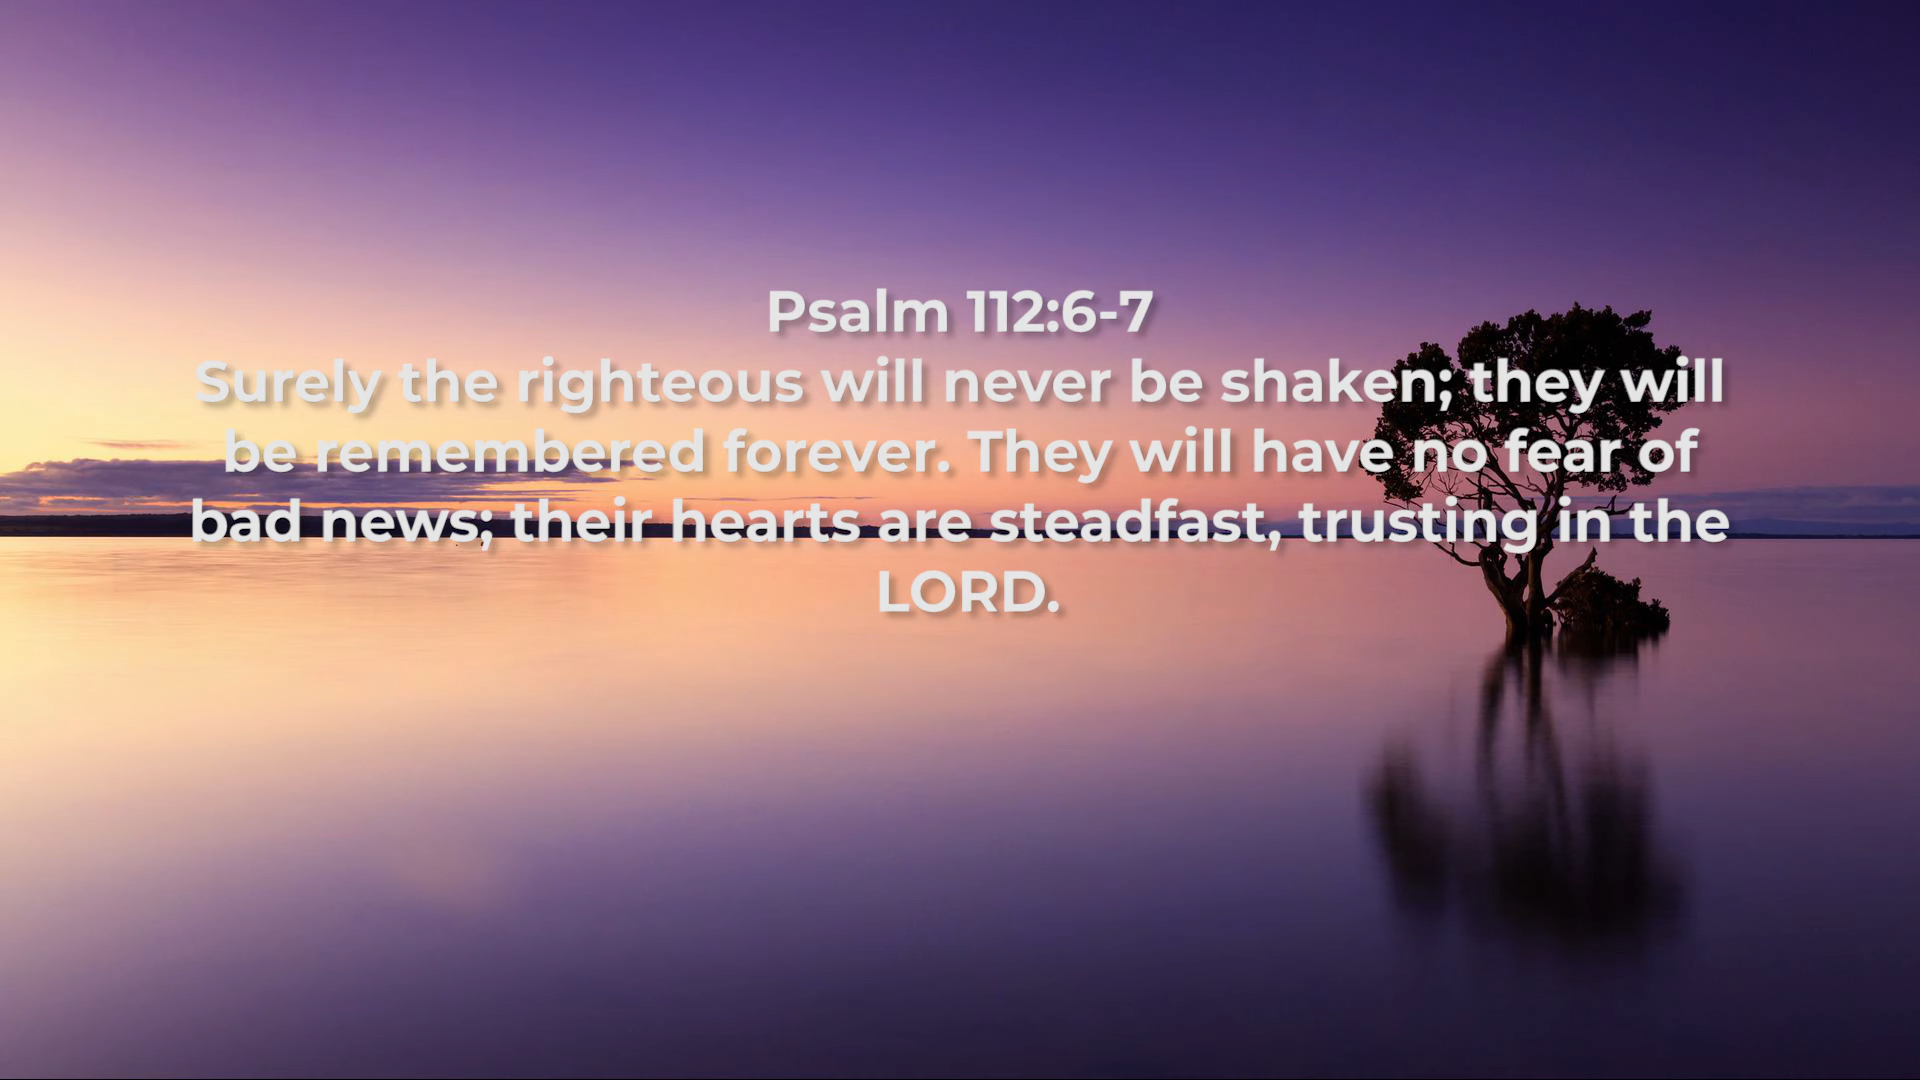 Psalm 112:6-7
Surely the righteous will never be shaken; they will
be remembered forever. They will have no fear of
bad news; their hearts are steadfast, trusting in the
LORD.